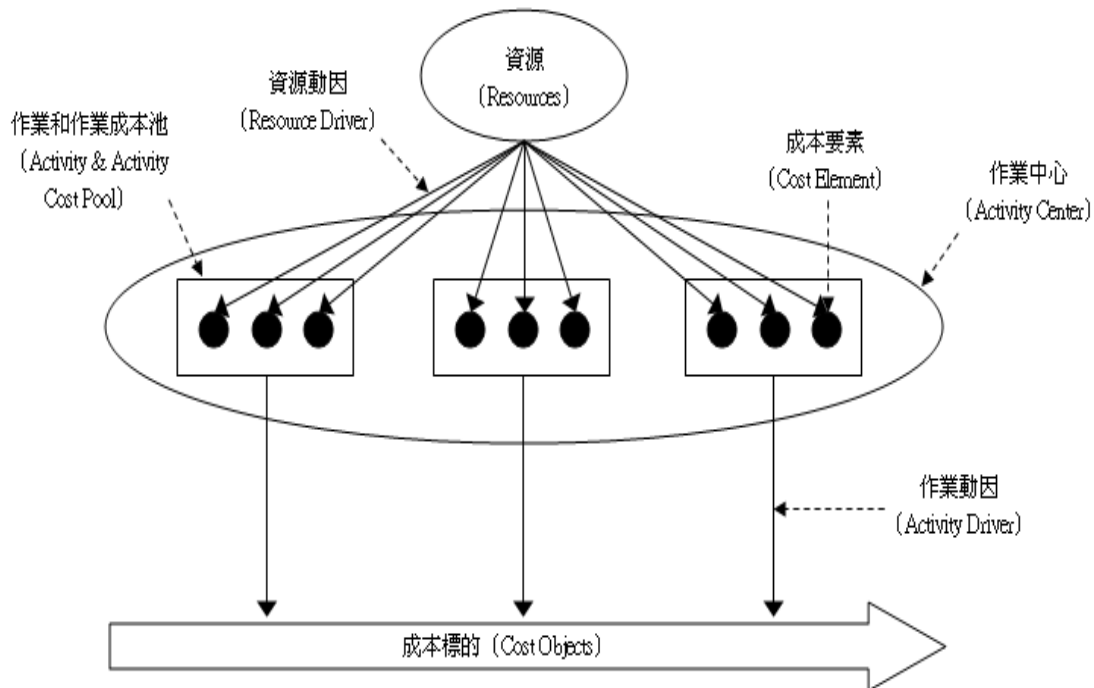 資源
(Resources)
資源動因
(Resource Driver)
作業和作業成本池
(Activity & Activity
Cost Pool)
成本要素
(Cost Element)
作業中心
(Activity Center)
作業動因
(Activity Driver)
成本標的 (Cost Objects)